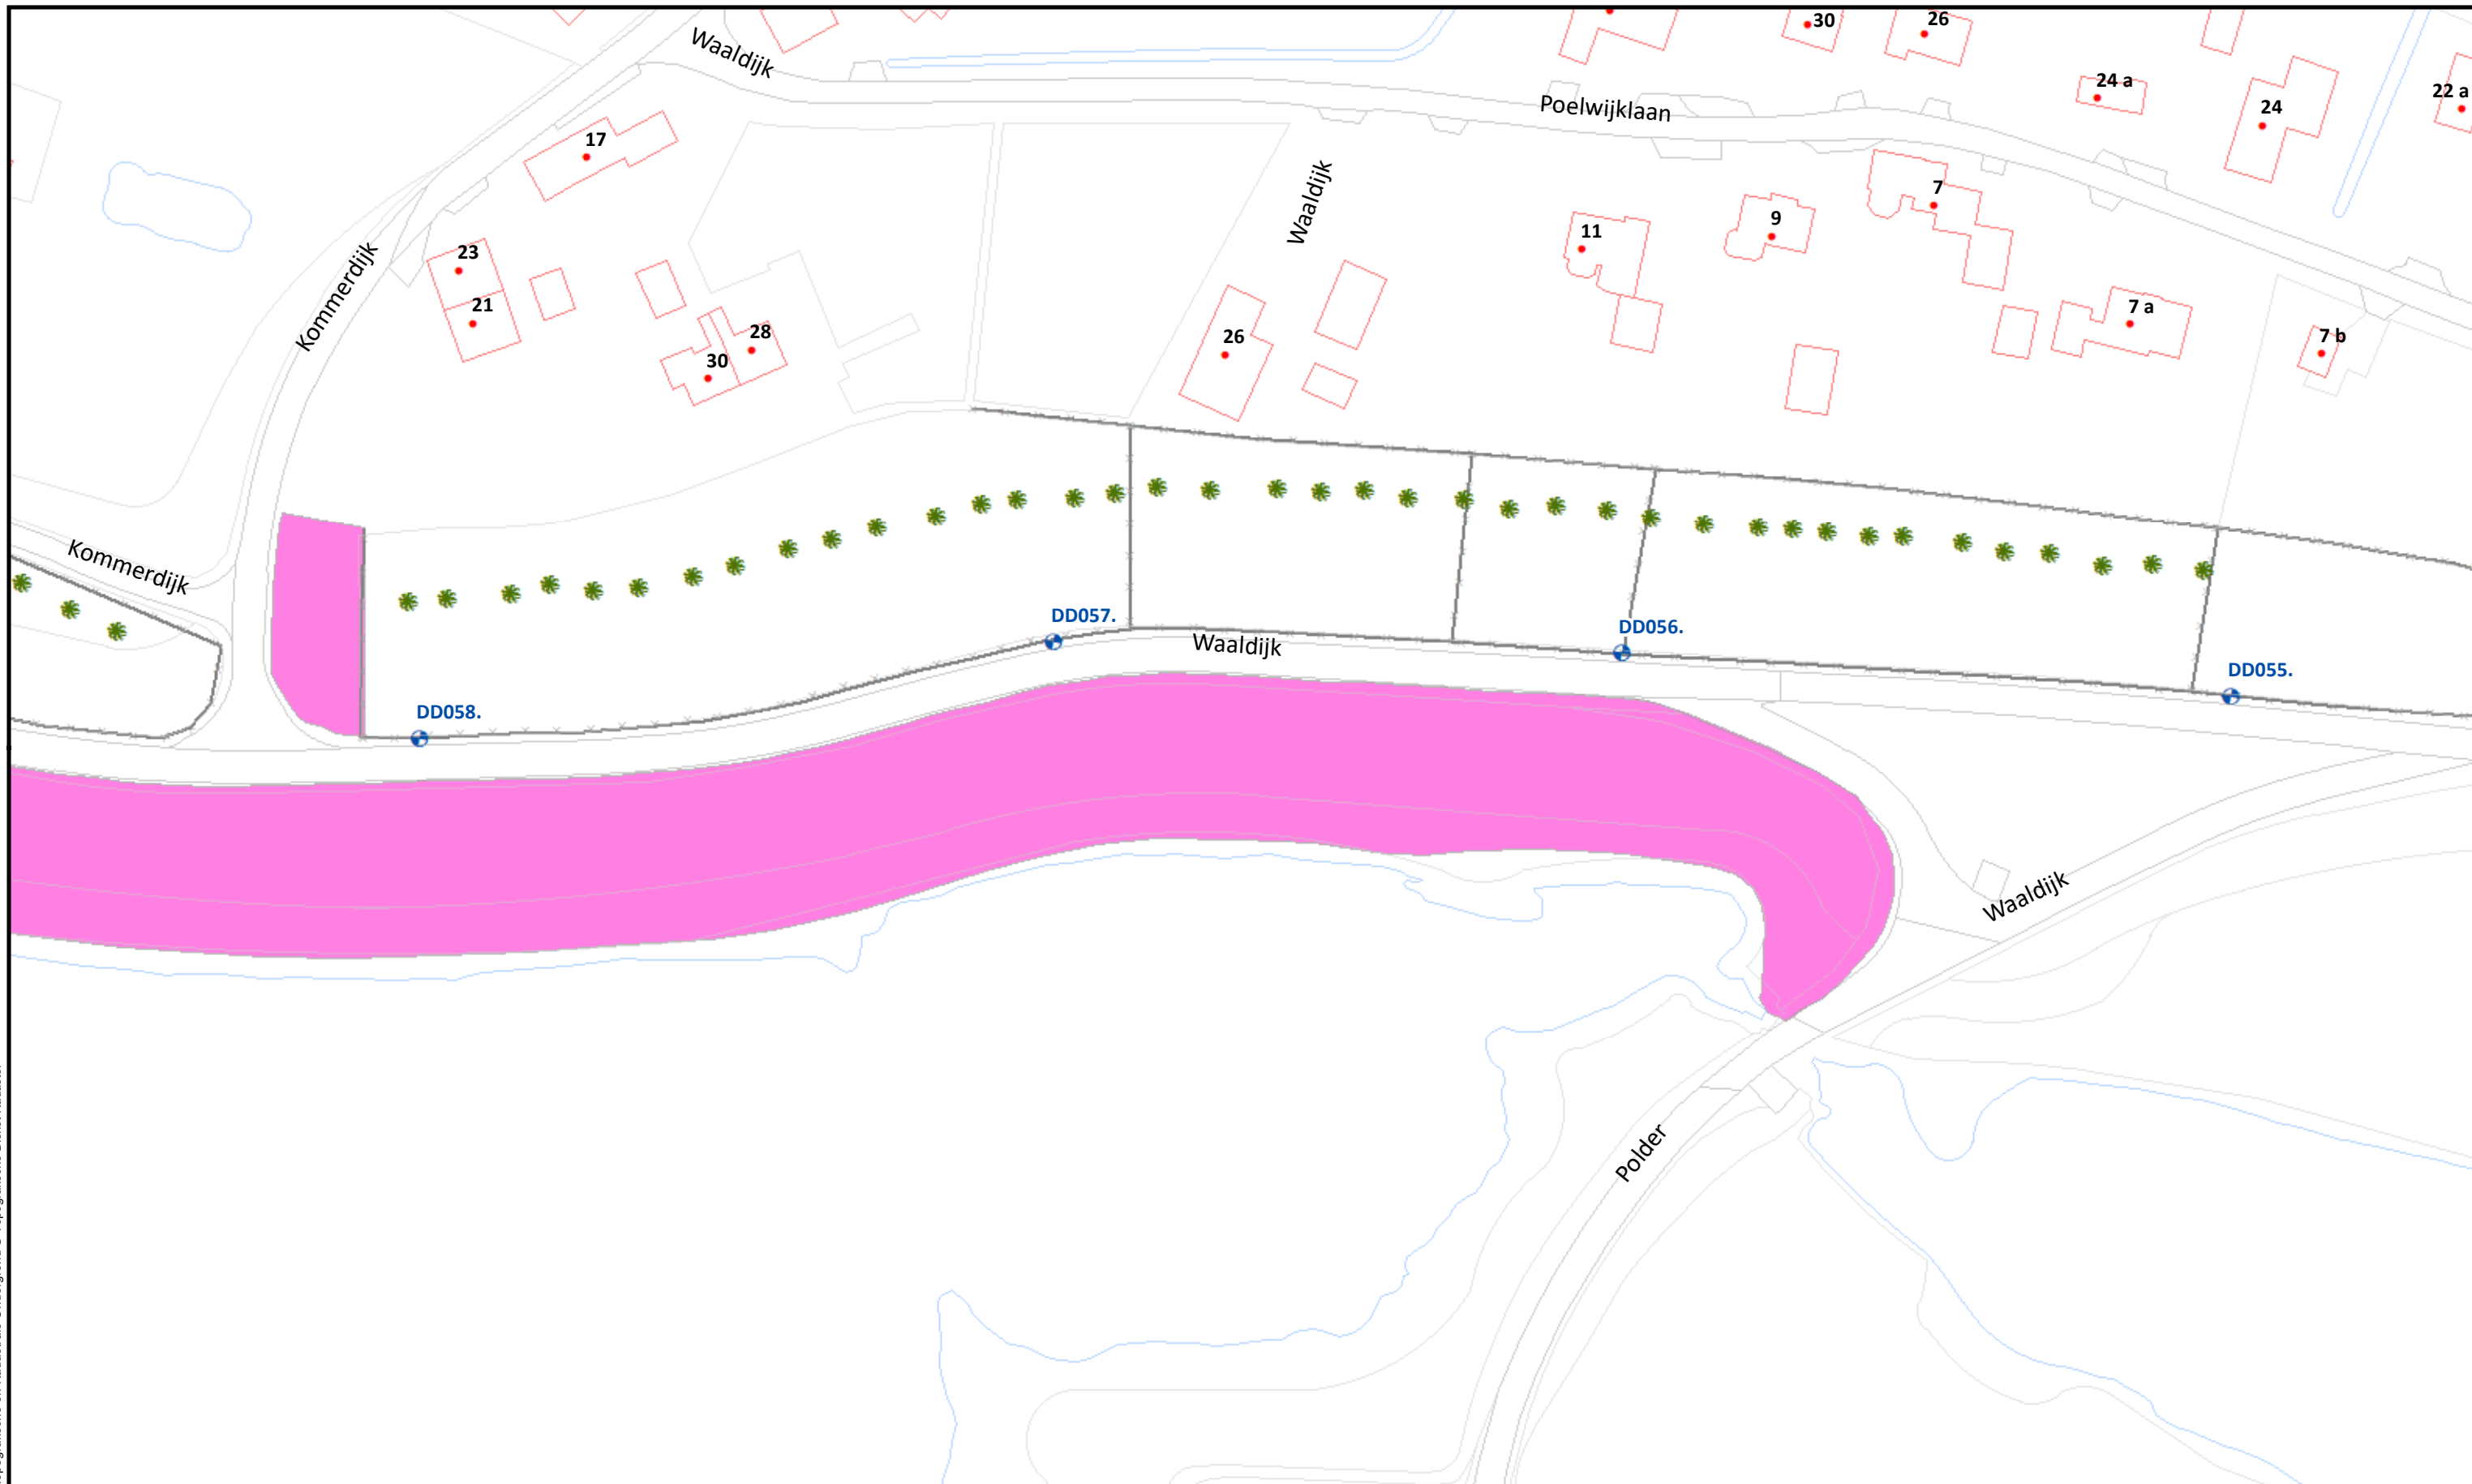 Waaldijk
30
26
24 a
24
22 a
Poelwijklaan
17
7
Waaldijk
9
11
23
Kommerdijk
21
28
30
26
7 a
7 b
Kommerdijk
DD057.
Waaldijk
DD056.
DD055.
DD058.
Waaldijk
Polder